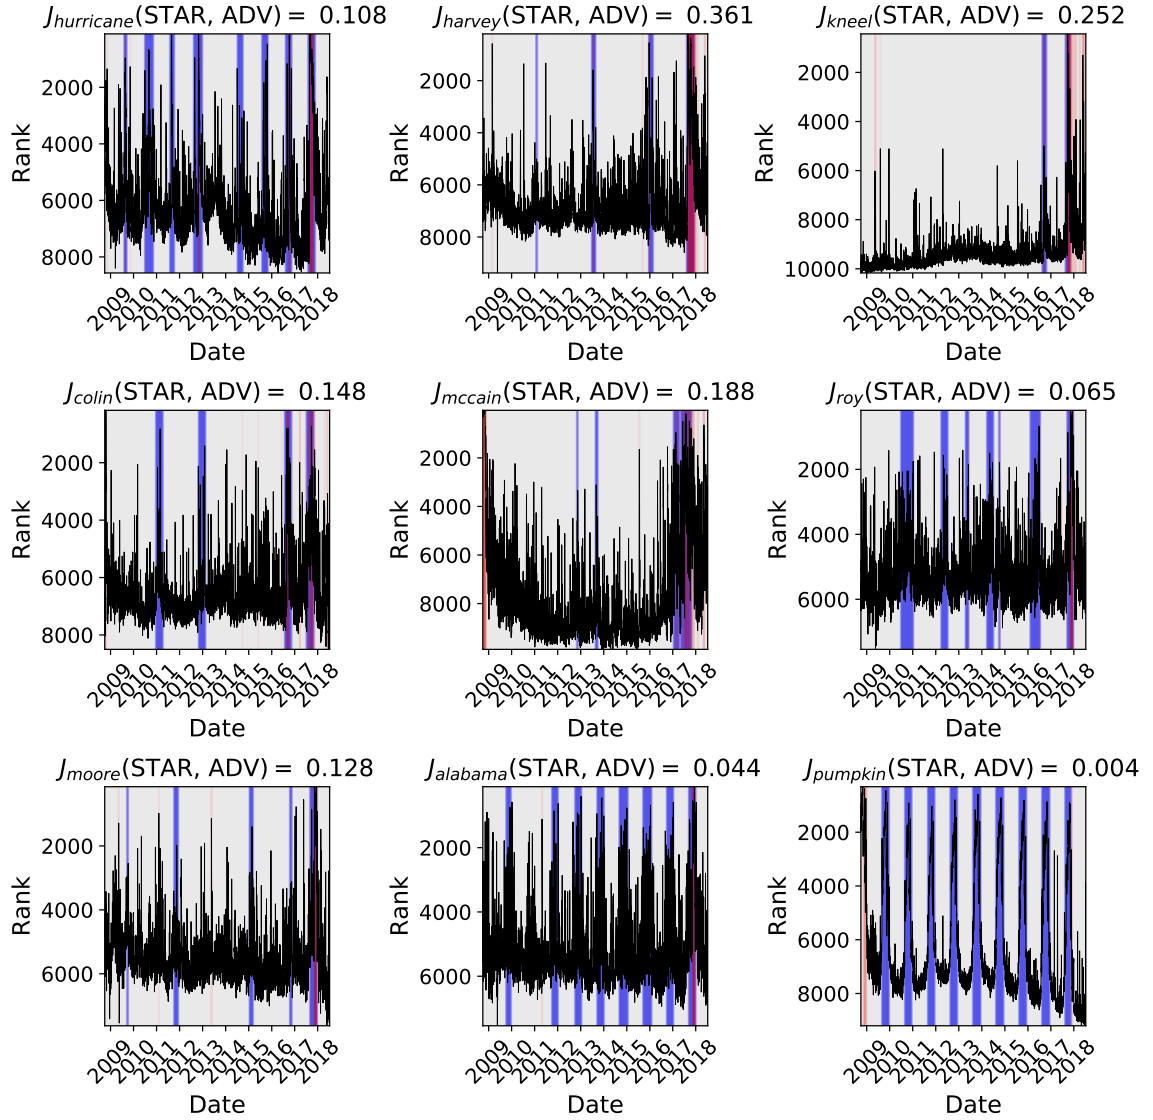 J_hurricane(STAR, ADV) = 0.108
J_harvey(STAR, ADV) = 0.361
J_kneel(STAR, ADV) = 0.252
Rank
2000
4000
6000
8000
2009 2010 2011 2012 2013 2014 2015 2016 2017 2018
Date
Rank
2000
4000
6000
8000
2009 2010 2011 2012 2013 2014 2015 2016 2017 2018
Date
Rank
2000
4000
6000
8000
10000
2009 2010 2011 2012 2013 2014 2015 2016 2017 2018
Date
J_colin(STAR, ADV) = 0.148
J_mccain(STAR, ADV) = 0.188
J_roy(STAR, ADV) = 0.065
Rank
2000
4000
6000
8000
2009 2010 2011 2012 2013 2014 2015 2016 2017 2018
Date
Rank
2000
4000
6000
8000
2009 2010 2011 2012 2013 2014 2015 2016 2017 2018
Date
Rank
2000
4000
6000
2009 2010 2011 2012 2013 2014 2015 2016 2017 2018
Date
J_moore(STAR, ADV) = 0.128
J_alabama(STAR, ADV) = 0.044
J_pumpkin(STAR, ADV) = 0.004
Rank
2000
4000
6000
2009 2010 2011 2012 2013 2014 2015 2016 2017 2018
Date
Rank
2000
4000
6000
2009 2010 2011 2012 2013 2014 2015 2016 2017 2018
Date
Rank
2000
4000
6000
8000
2009 2010 2011 2012 2013 2014 2015 2016 2017 2018
Date